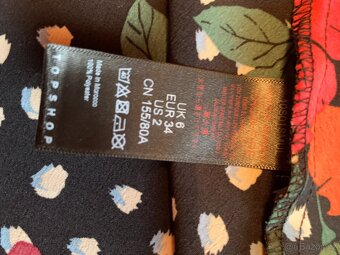 TOPSHOP
Made in Morocco
100% Polyester
UK 6
EUR 34
US 2
CN 155/80A